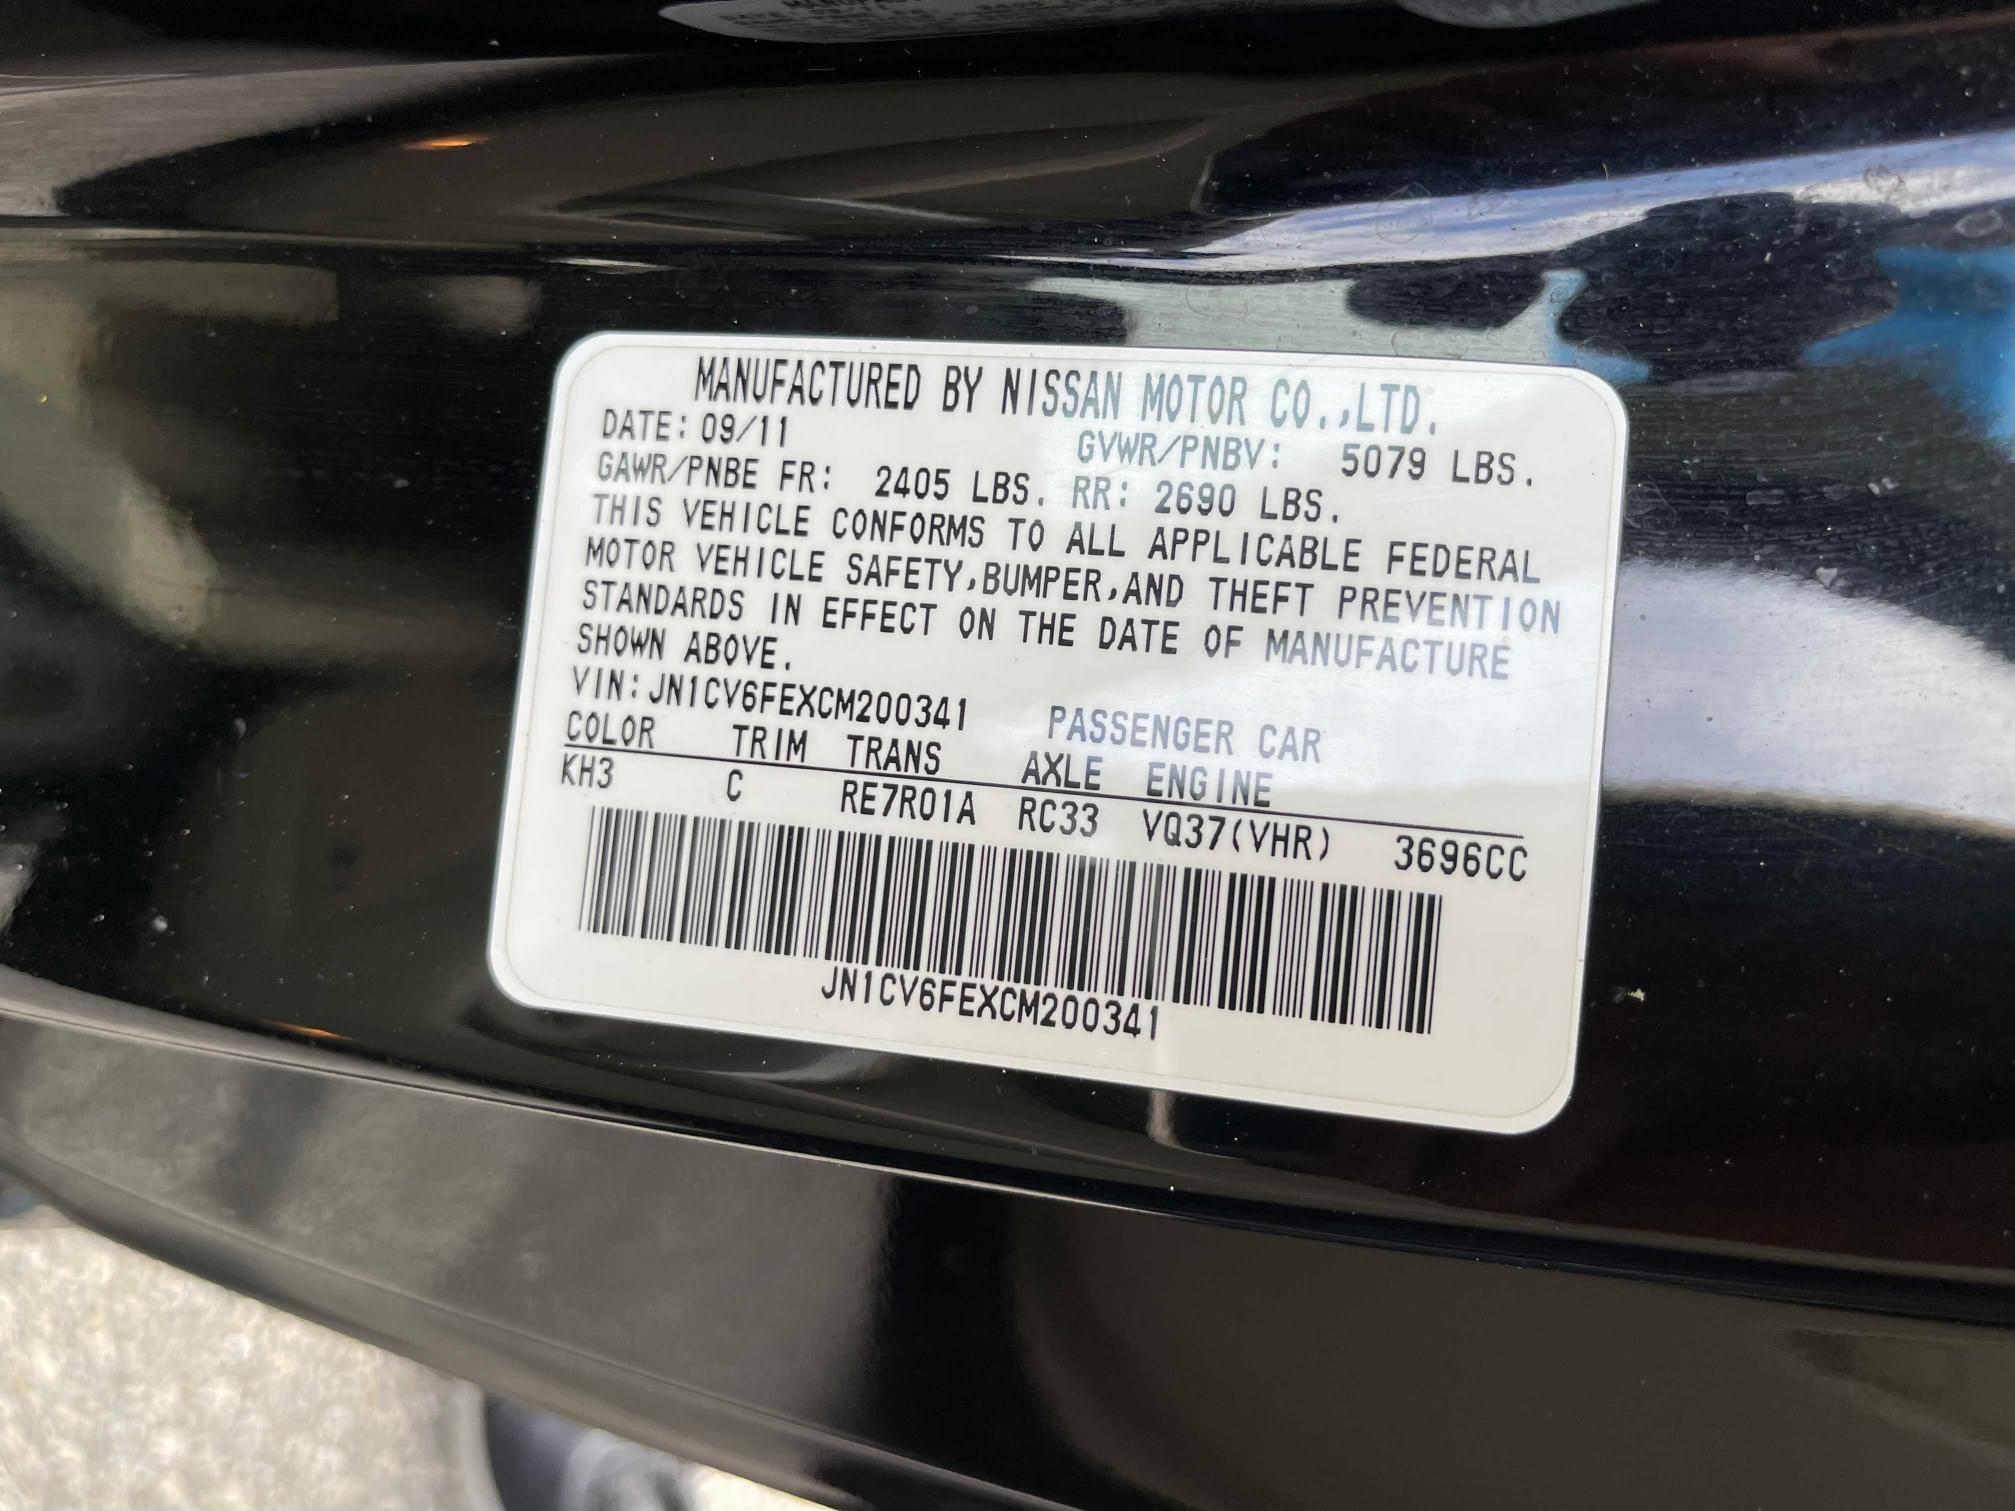 MANUFACTURED BY NISSAN MOTOR CO.,LTD.
DATE: 09/11 GVWR/PNBV: 5079 LBS.
GAWR/PNBE FR: 2405 LBS. RR: 2690 LBS.
THIS VEHICLE CONFORMS TO ALL APPLICABLE FEDERAL
MOTOR VEHICLE SAFETY,BUMPER,AND THEFT PREVENTION
STANDARDS IN EFFECT ON THE DATE OF MANUFACTURE
SHOWN ABOVE.
VIN:JN1CV6FEXCM200341 PASSENGER CAR
COLOR TRIM TRANS AXLE ENGINE
KH3 C RE7R01A RC33 VQ37(VHR) 3696CC
JN1CV6FEXCM200341